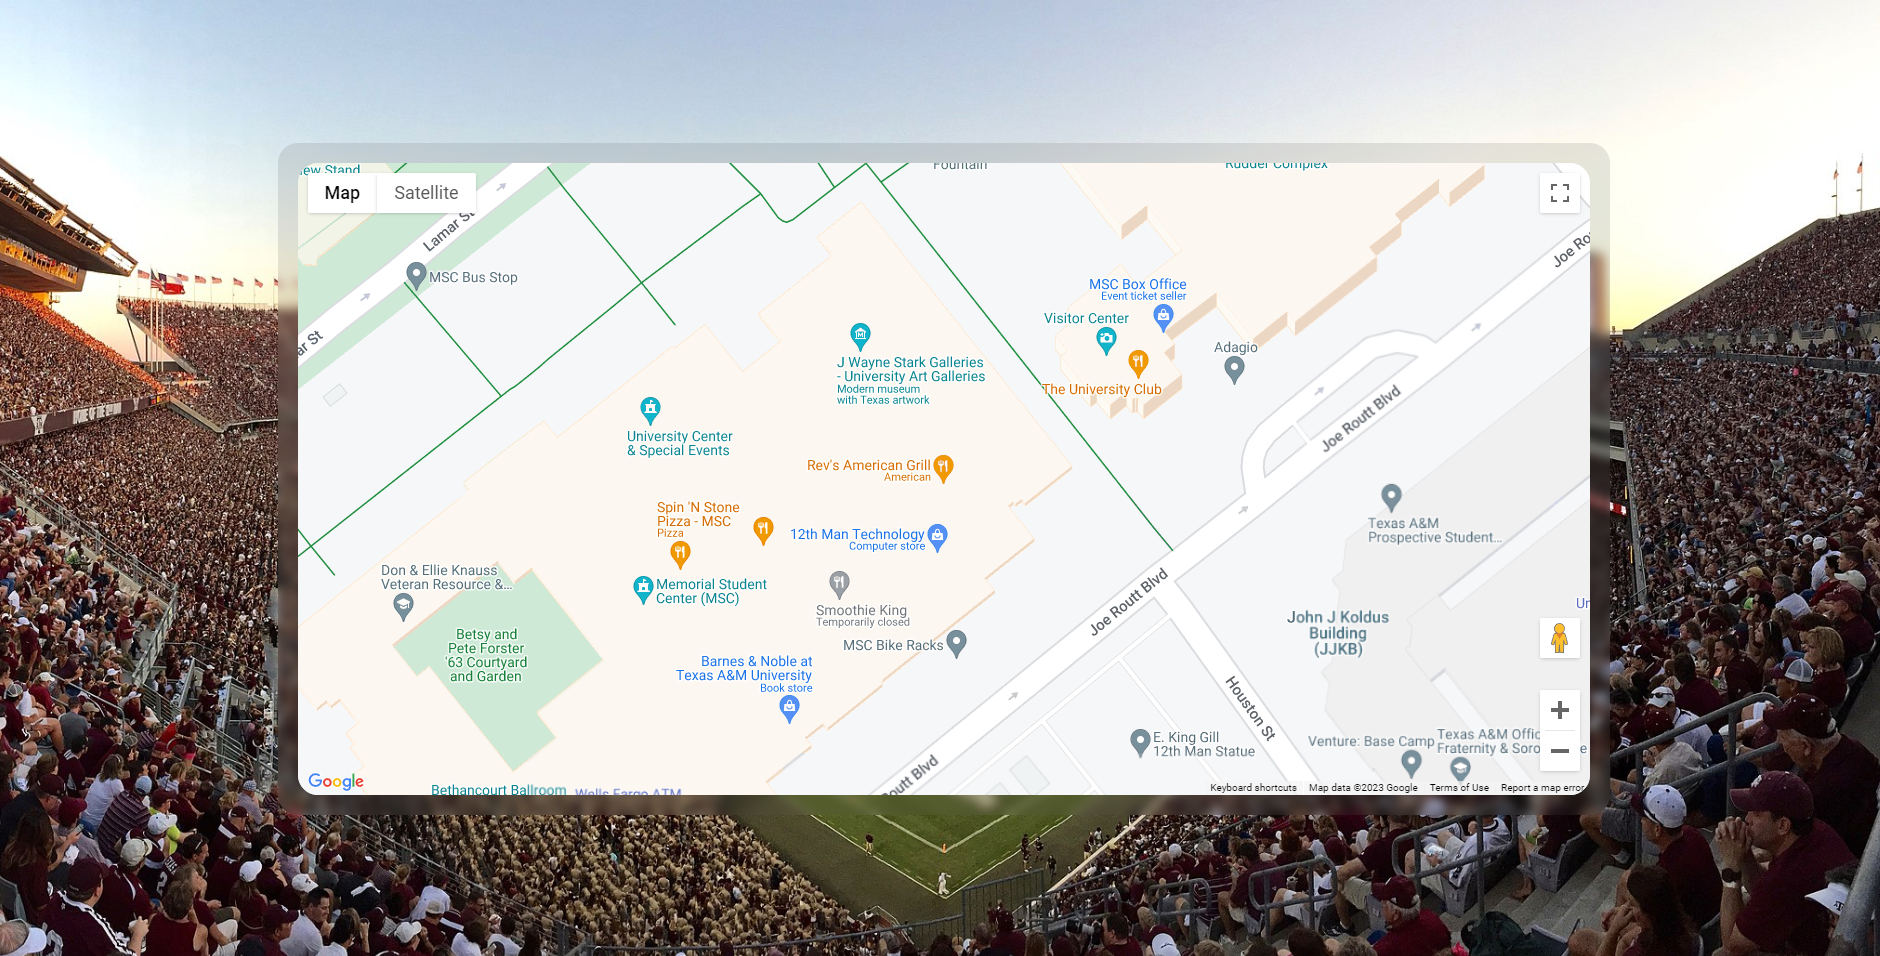 Fountain
Rudder Complex
Map
Satellite
Lamar St
Joe Ro
MSC Bus Stop
MSC Box Office
Event ticket seller
Visitor Center
ar St
Adagio
J Wayne Stark Galleries
- University Art Galleries
Modern museum
with Texas artwork
The University Club
Joe Routt Blvd
University Center
& Special Events
Rev's American Grill
American
Spin 'N Stone
Pizza - MSC
Pizza
12th Man Technology
Computer store
Texas A&M
Prospective Student...
Don & Ellie Knauss
Veteran Resource &...
Memorial Student
Center (MSC)
Smoothie King
Temporarily closed
Joe Routt Blvd
John J Koldus
Building
(JJKB)
Ur
Betsy and
Pete Forster
'63 Courtyard
and Garden
MSC Bike Racks
Barnes & Noble at
Texas A&M University
Book store
Houston St
E. King Gill
12th Man Statue
Venture: Base Camp
Texas A&M Offic
Fraternity & Soro
e
Routt Blvd
Google
Bethancourt Ballroom
Wells Fargo ATM
Keyboard shortcuts
Map data ©2023 Google
Terms of Use
Report a map error